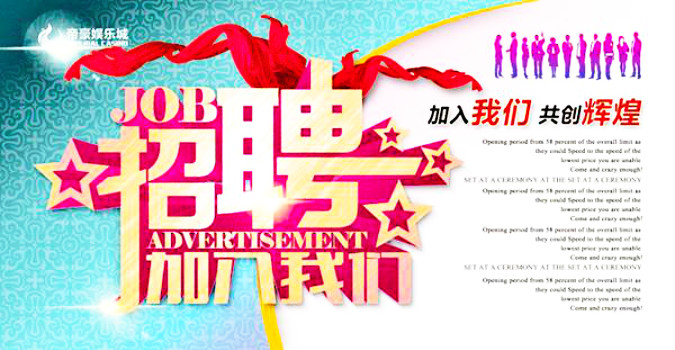 帝豪娱乐城
JOB
招聘
ADVERTISEMENT
加入我们
加入我们 共创辉煌
Opening period from 58 percent of the overall limit as
they could Speed to the speed of the
lowest price you are unable
Come and crazy enough!
SET AT A CEREMONY AT THE SET AT A CEREMONY
Opening period from 58 percent of the overall limit as
they could Speed to the speed of the
lowest price you are unable
Come and crazy enough!
Opening period from 58 percent of the overall limit as
they could Speed to the speed of the
lowest price you are unable
Come and crazy enough!
SET AT A CEREMONY AT THE SET AT A CEREMONY
Opening period from 58 percent of the overall limit as
they could Speed to the speed of the
lowest price you are unable
Come and crazy enough!